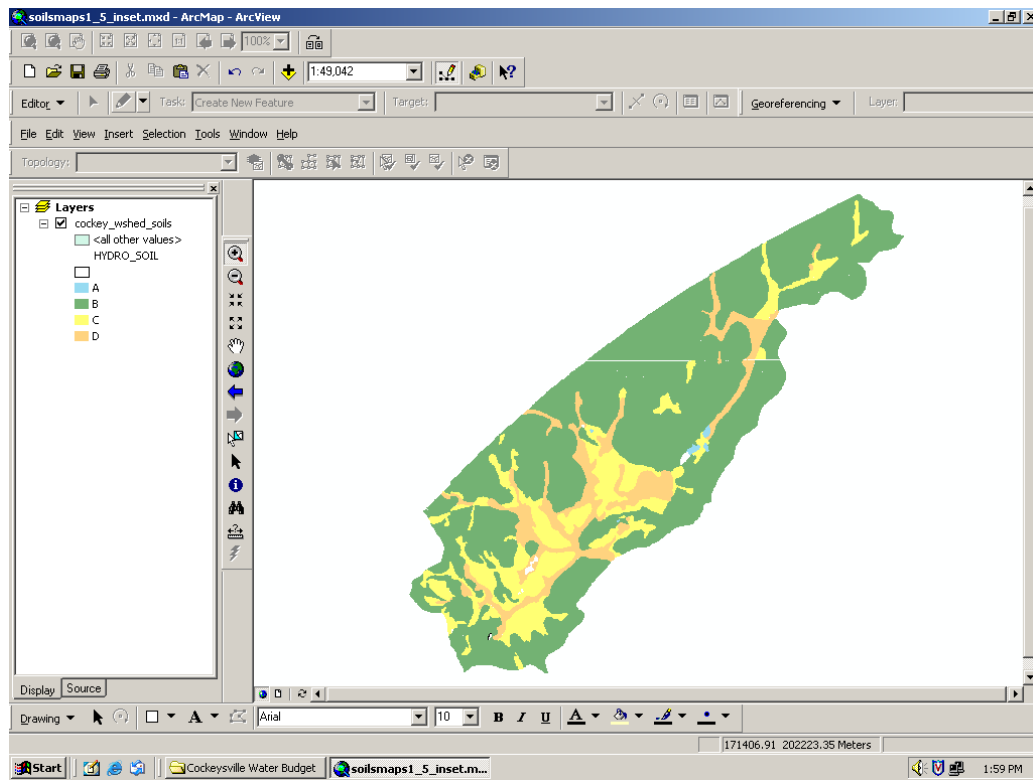 soilsmaps1_5_inset.mxd - ArcMap - ArcView
100%
1:49,042
Editor Task: Create New Feature Target: Georeferencing Layer:
File Edit View Insert Selection Tools Window Help
Topology:
Layers
cockey_wshed_soils
<all other values>
HYDRO_SOIL
A
B
C
D
Display Source
Drawing A Arial 10 B I U A
171406.91 202223.35 Meters
Start Cockeysville Water Budget soilsmaps1_5_inset.m... 1:59 PM